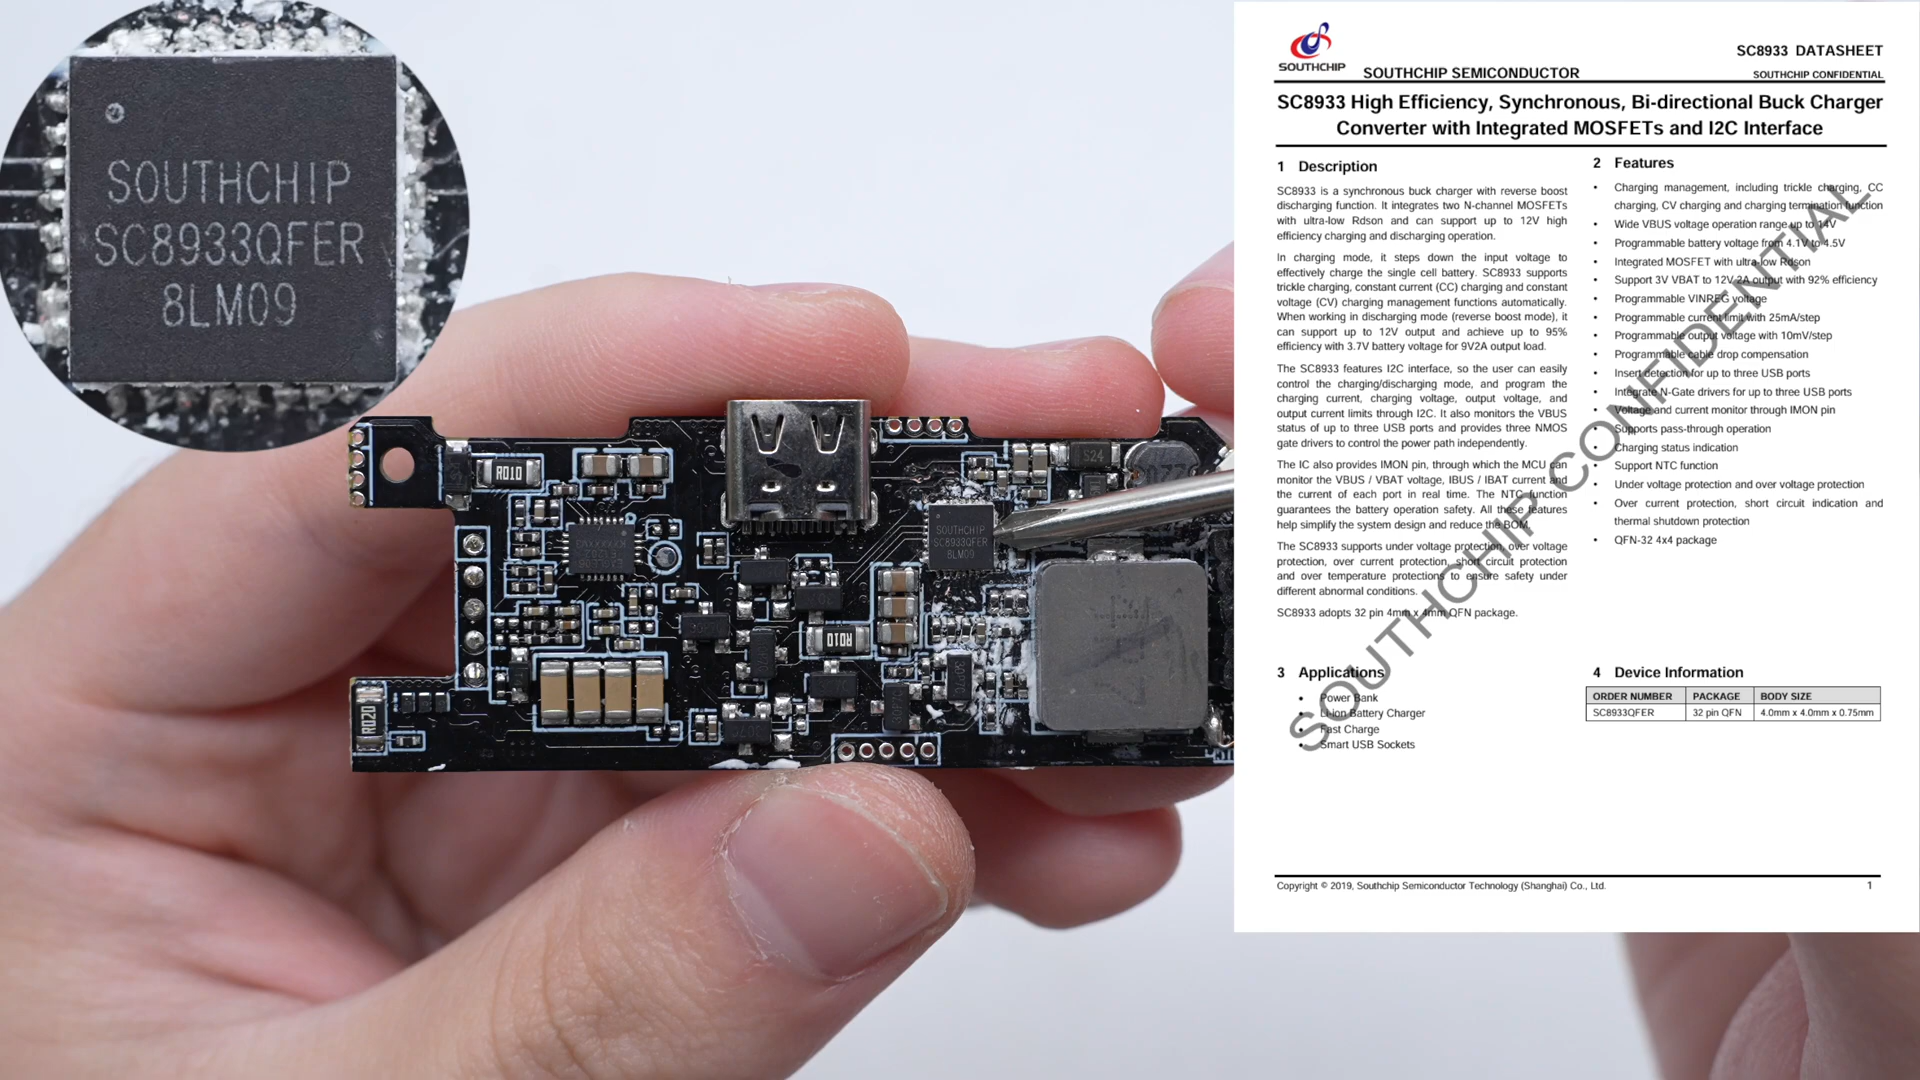 SOUTHCHIP
SC8933QFER
8LM09
R010
S24
SOUTHCHIP
SC8933QFER
8LM09
R010
R020
SOUTHCHIP
SOUTHCHIP SEMICONDUCTOR
SC8933 DATASHEET
SOUTHCHIP CONFIDENTIAL
SC8933 High Efficiency, Synchronous, Bi-directional Buck Charger
Converter with Integrated MOSFETs and I2C Interface
1 Description
SC8933 is a synchronous buck charger with reverse boost
discharging function. It integrates two N-channel MOSFETs
with ultra-low Rdson and can support up to 12V high
efficiency charging and discharging operation.
In charging mode, it steps down the input voltage to
effectively charge the single cell battery. SC8933 supports
trickle charging, constant current (CC) charging and constant
voltage (CV) charging management functions automatically.
When working in discharging mode (reverse boost mode), it
can support up to 12V output and achieve up to 95%
efficiency with 3.7V battery voltage for 9V2A output load.
The SC8933 features I2C interface, so the user can easily
control the charging/discharging mode, and program the
charging current, charging voltage, output voltage, and
output current limits through I2C. It also monitors the VBUS
status of up to three USB ports and provides three NMOS
gate drivers to control the power path independently.
The IC also provides IMON pin, through which the MCU can
monitor the VBUS / VBAT voltage, IBUS / IBAT current and
the current of each port in real time. The NTC function
guarantees the battery operation safety. All these features
help simplify the system design and reduce the BOM.
The SC8933 supports under voltage protection, over voltage
protection, over current protection, short circuit protection
and over temperature protections to ensure safety under
different abnormal conditions.
SC8933 adopts 32 pin 4mm x 4mm QFN package.
2 Features
• Charging management, including trickle charging, CC
charging, CV charging and charging termination function
• Wide VBUS voltage operation range up to 14V
• Programmable battery voltage from 4.1V to 4.5V
• Integrated MOSFET with ultra-low Rdson
• Support 3V VBAT to 12V 2A output with 92% efficiency
• Programmable VINREG voltage
• Programmable current limit with 25mA/step
• Programmable output voltage with 10mV/step
• Programmable cable drop compensation
• Insert detection for up to three USB ports
• Integrate N-Gate drivers for up to three USB ports
• Voltage and current monitor through IMON pin
• Supports pass-through operation
• Charging status indication
• Support NTC function
• Under voltage protection and over voltage protection
• Over current protection, short circuit indication and
thermal shutdown protection
• QFN-32 4x4 package
3 Applications
• Power Bank
• Li-ion Battery Charger
• Fast Charge
• Smart USB Sockets
4 Device Information
ORDER NUMBER PACKAGE BODY SIZE
SC8933QFER 32 pin QFN 4.0mm x 4.0mm x 0.75mm
SOUTHCHIP CONFIDENTIAL
Copyright © 2019, Southchip Semiconductor Technology (Shanghai) Co., Ltd.
1